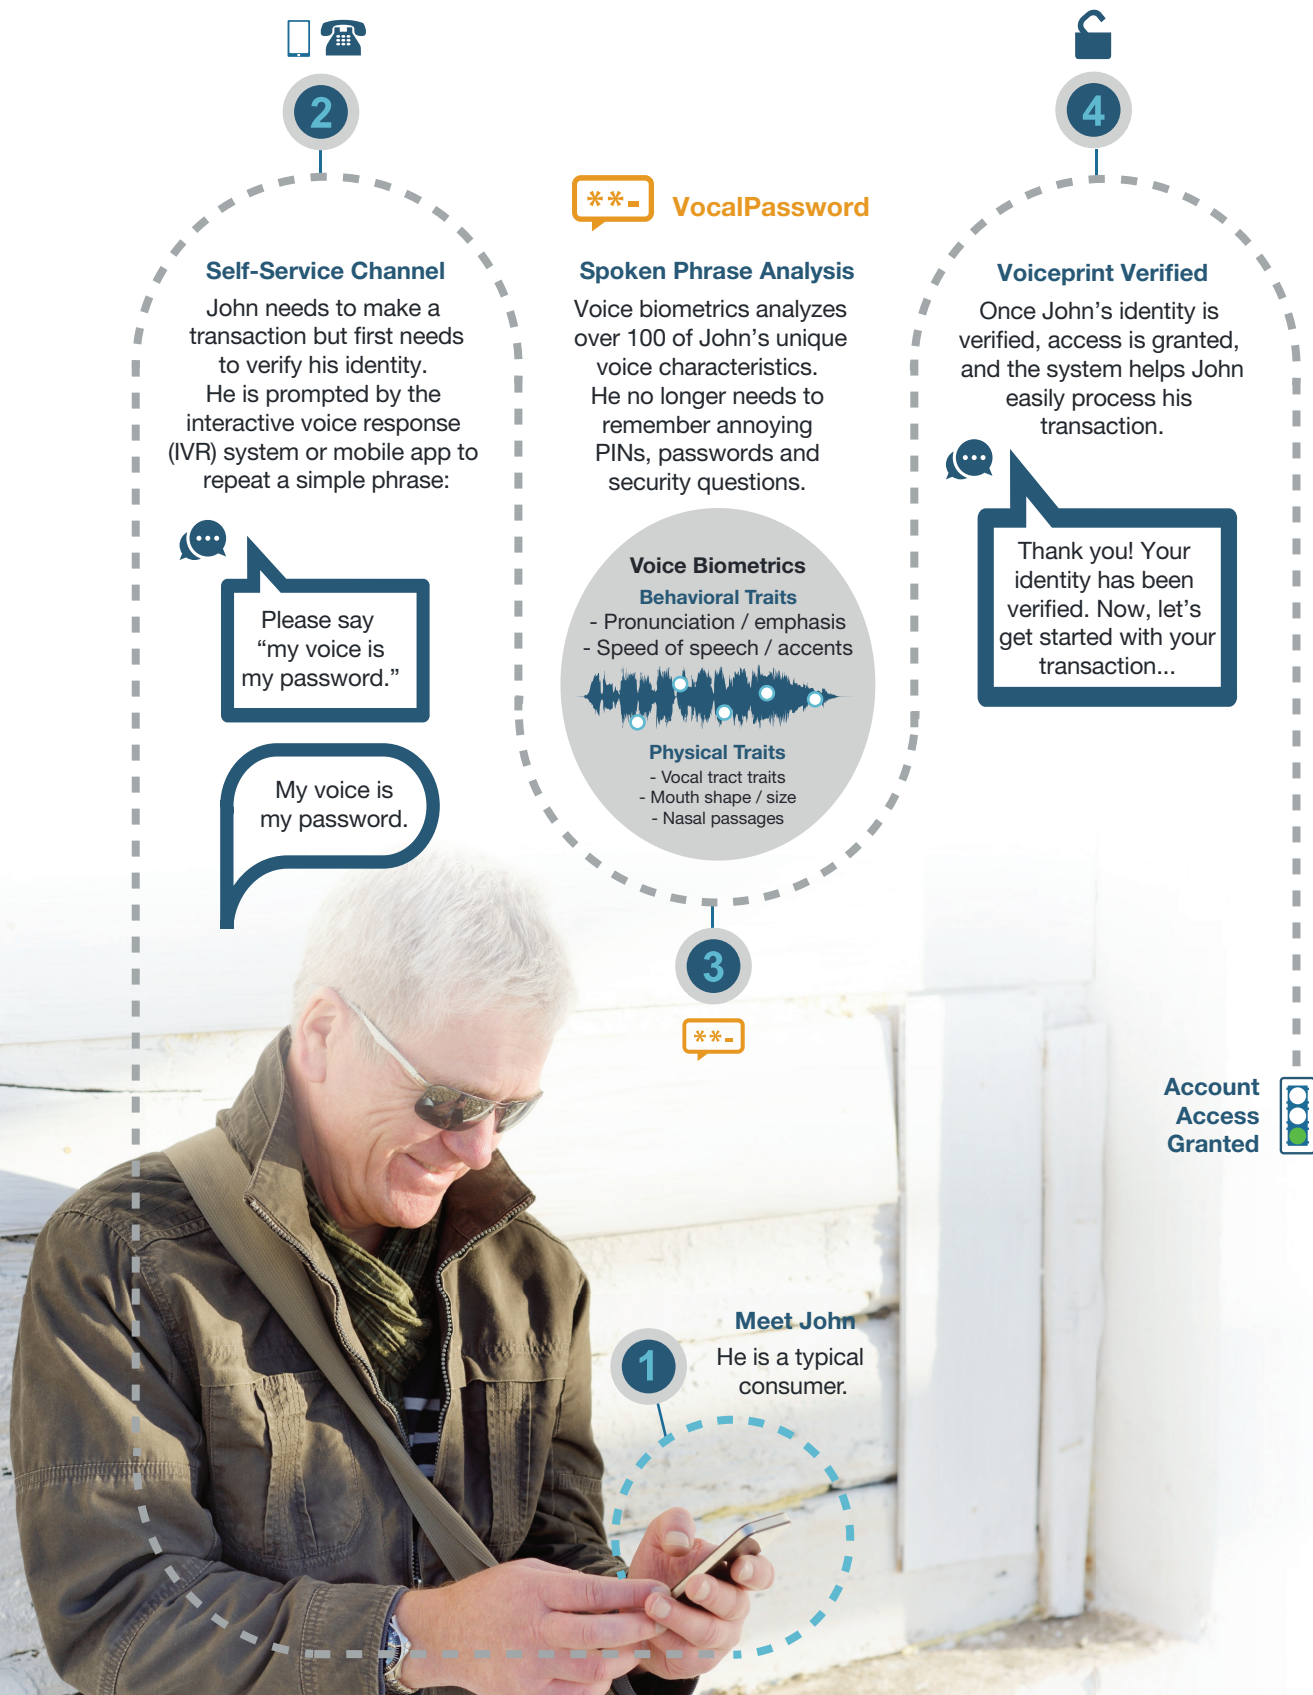 2
Self-Service Channel
John needs to make a
transaction but first needs
to verify his identity.
He is prompted by the
interactive voice response
(IVR) system or mobile app to
repeat a simple phrase:
Please say
“my voice is
my password.”
My voice is
my password.
**- VocalPassword
Spoken Phrase Analysis
Voice biometrics analyzes
over 100 of John’s unique
voice characteristics.
He no longer needs to
remember annoying
PINs, passwords and
security questions.
Voice Biometrics
Behavioral Traits
- Pronunciation / emphasis
- Speed of speech / accents
Physical Traits
- Vocal tract traits
- Mouth shape / size
- Nasal passages
3
**-
4
Voiceprint Verified
Once John’s identity is
verified, access is granted,
and the system helps John
easily process his
transaction.
Thank you! Your
identity has been
verified. Now, let’s
get started with your
transaction...
Account
Access
Granted
1
Meet John
He is a typical
consumer.